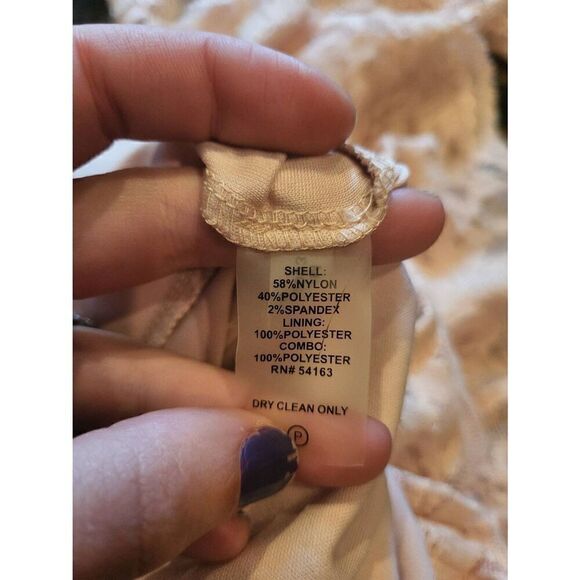 SHELL:
58%NYLON
40%POLYESTER
2%SPANDEX
LINING:
100%POLYESTER
COMBO:
100%POLYESTER
RN# 54163
DRY CLEAN ONLY
P